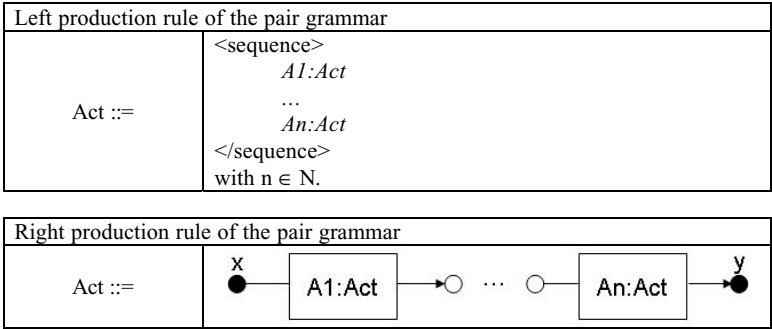 Left production rule of the pair grammar
Act ::=
<sequence>
A1:Act
...
An:Act
</sequence>
with n ∈ N.
Right production rule of the pair grammar
Act ::=
x A1:Act ... An:Act y